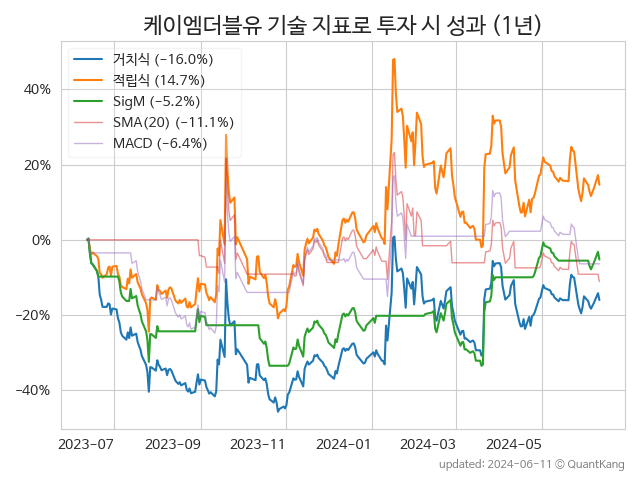 케이엠더블유 기술 지표로 투자 시 성과 (1년)
거치식 (−16.0%)
적립식 (14.7%)
SigM (−5.2%)
SMA(20) (−11.1%)
MACD (−6.4%)
40%
20%
0%
−20%
−40%
2023−07
2023−09
2023−11
2024−01
2024−03
2024−05
updated: 2024−06−11 © QuantKang